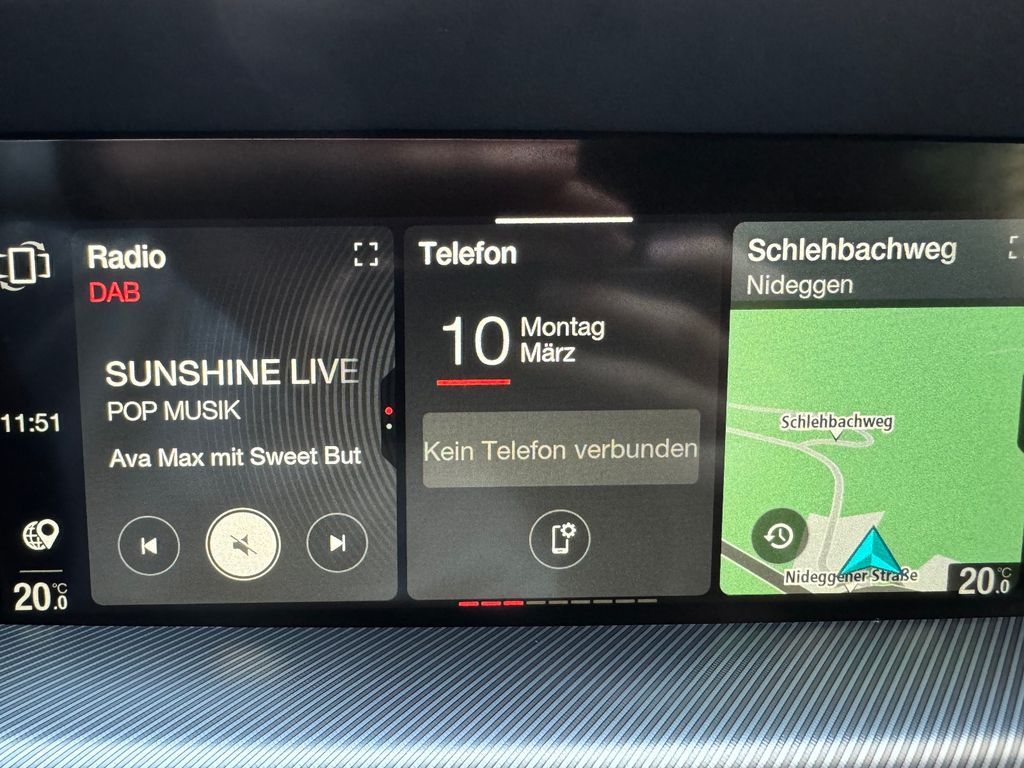 Radio
DAB
SUNSHINE LIVE
POP MUSIK
Ava Max mit Sweet But
11:51
20.0 °C
Telefon
10 Montag
März
Kein Telefon verbunden
Schlehbachweg
Nideggen
Schlehbachweg
Nideggener Straße
20.0 °C